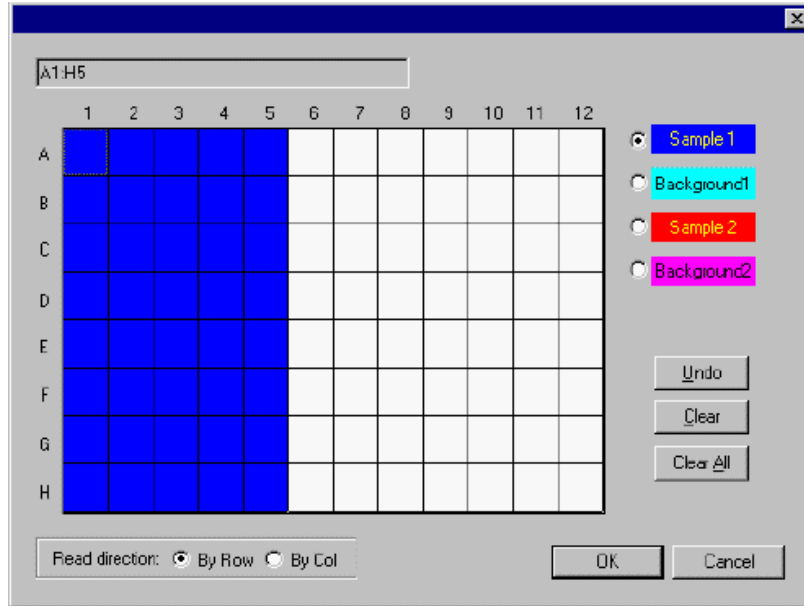 A1:H5
1 2 3 4 5 6 7 8 9 10 11 12
A
B
C
D
E
F
G
H
Sample 1
Background1
Sample 2
Background2
Undo
Clear
Clear All
Read direction: By Row By Col
OK Cancel